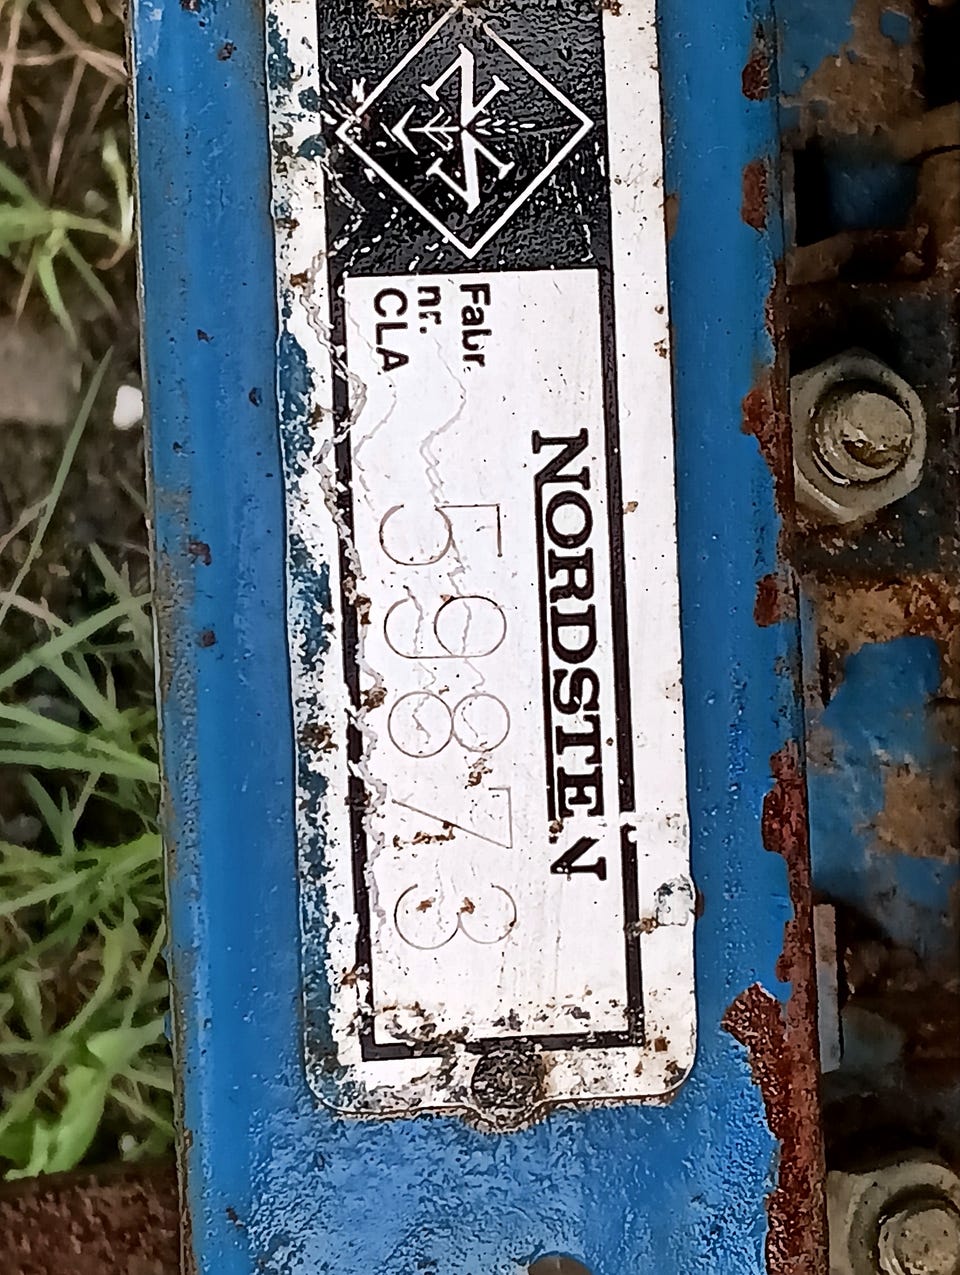 NORDSTEN
Fabr.
nr.
CLA 59873